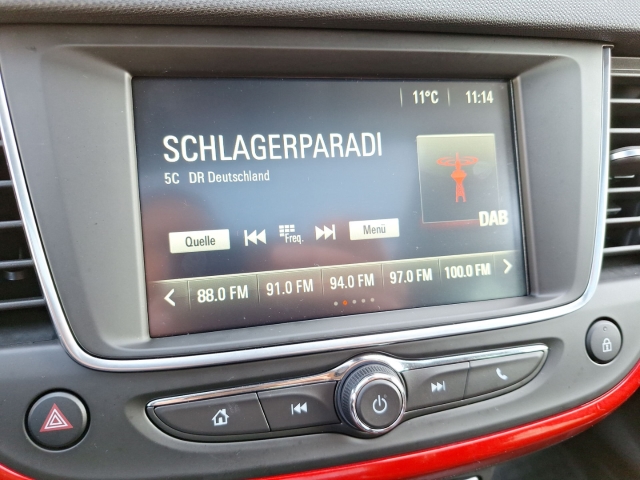 11°C 11:14
SCHLAGERPARADI
5C DR Deutschland
DAB
Quelle Freq. Menü
88.0 FM 91.0 FM 94.0 FM 97.0 FM 100.0 FM